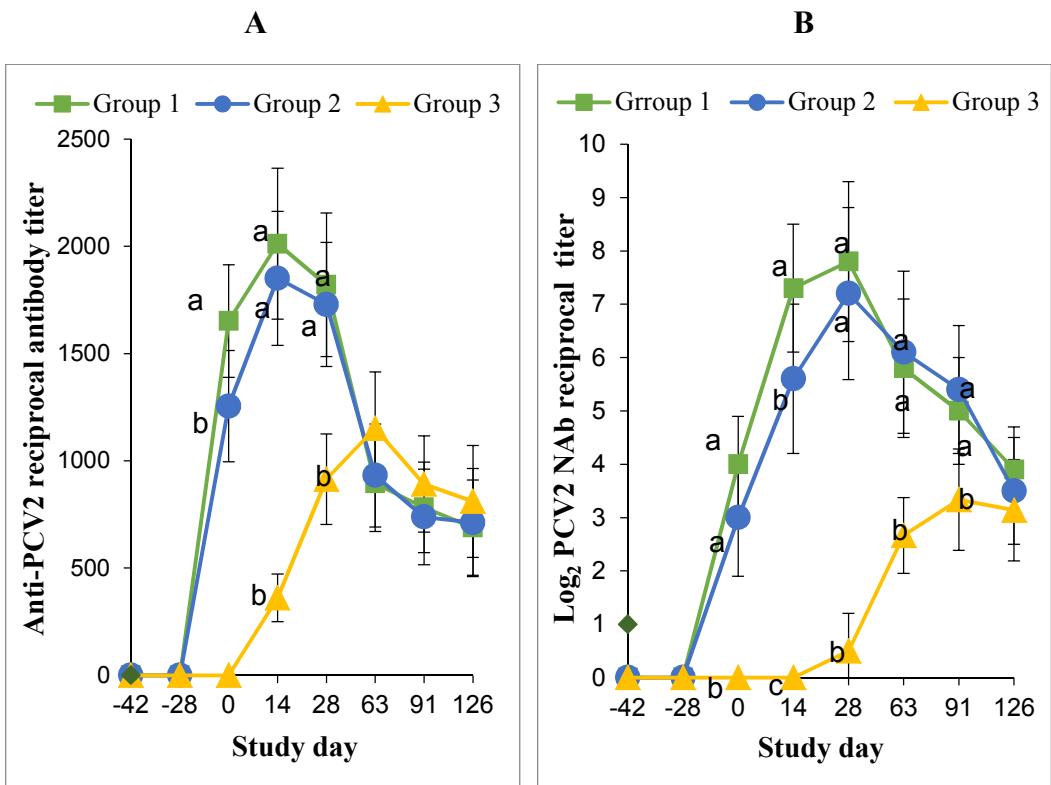 A
B
Group 1 Group 2 Group 3
Grroup 1 Group 2 Group 3
Anti-PCV2 reciprocal antibody titer
2500
2000
1500
1000
500
0
a
b
a
a
b
a
a
b
-42 -28 0 14 28 63 91 126
Study day
Log₂ PCV2 NAb reciprocal titer
10
9
8
7
6
5
4
3
2
1
0
a
a
b
a
b
c
a
a
b
a
a
b
a
a
b
-42 -28 0 14 28 63 91 126
Study day